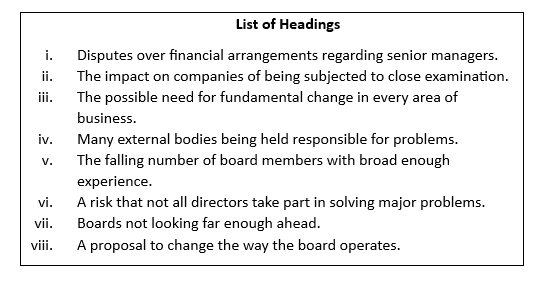 List of Headings
i. Disputes over financial arrangements regarding senior managers.
ii. The impact on companies of being subjected to close examination.
iii. The possible need for fundamental change in every area of
business.
iv. Many external bodies being held responsible for problems.
v. The falling number of board members with broad enough
experience.
vi. A risk that not all directors take part in solving major problems.
vii. Boards not looking far enough ahead.
viii. A proposal to change the way the board operates.